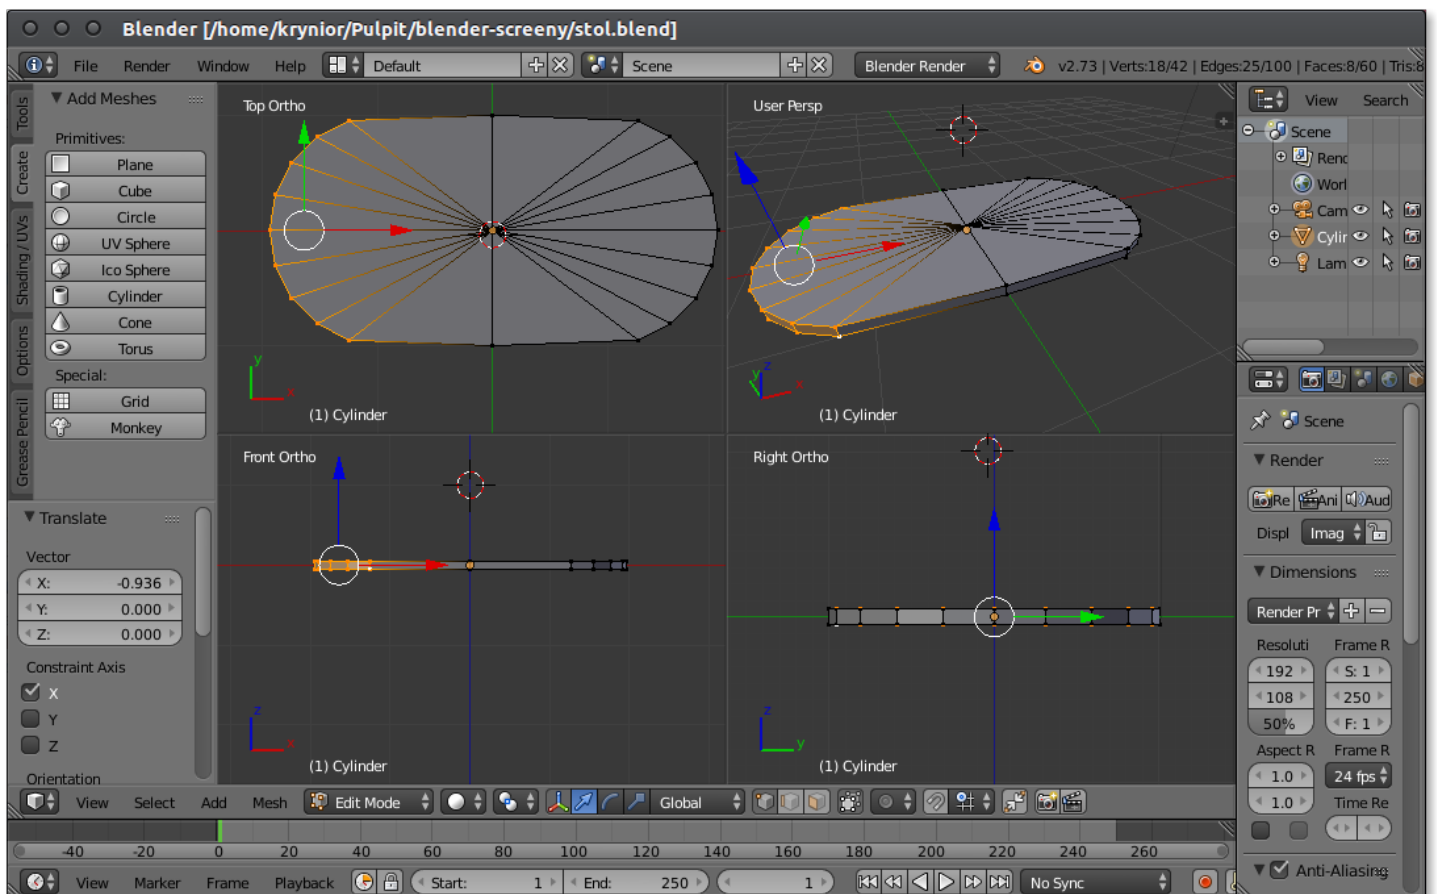 Blender [/home/krynior/Pulpit/blender-screeny/stol.blend]
File Render Window Help Default Scene Blender Render v2.73 | Verts:18/42 | Edges:25/100 | Faces:8/60 | Tris:8
Tools
Create
Shading / UVs
Options
Grease Pencil
Add Meshes
Primitives:
Plane
Cube
Circle
UV Sphere
Ico Sphere
Cylinder
Cone
Torus
Special:
Grid
Monkey
Translate
Vector
X: -0.936
Y: 0.000
Z: 0.000
Constraint Axis
X
Y
Z
Orientation
Top Ortho
y
x
(1) Cylinder
User Persp
y z x
(1) Cylinder
Front Ortho
z
x
(1) Cylinder
Right Ortho
z
y
(1) Cylinder
View Select Add Mesh Edit Mode Global
-40 -20 0 20 40 60 80 100 120 140 160 180 200 220 240 260
View Marker Frame Playback Start: 1 End: 250 1 No Sync
View Search
Scene
Renc
Worl
Cam
Cylir
Lam
Scene
Render
Re Ani Aud
Displ Imag
Dimensions
Render Pr
Resoluti Frame R
192 S: 1
108 250
50% F: 1
Aspect R Frame R
1.0 24 fps
1.0 Time Re
Anti-Aliasing